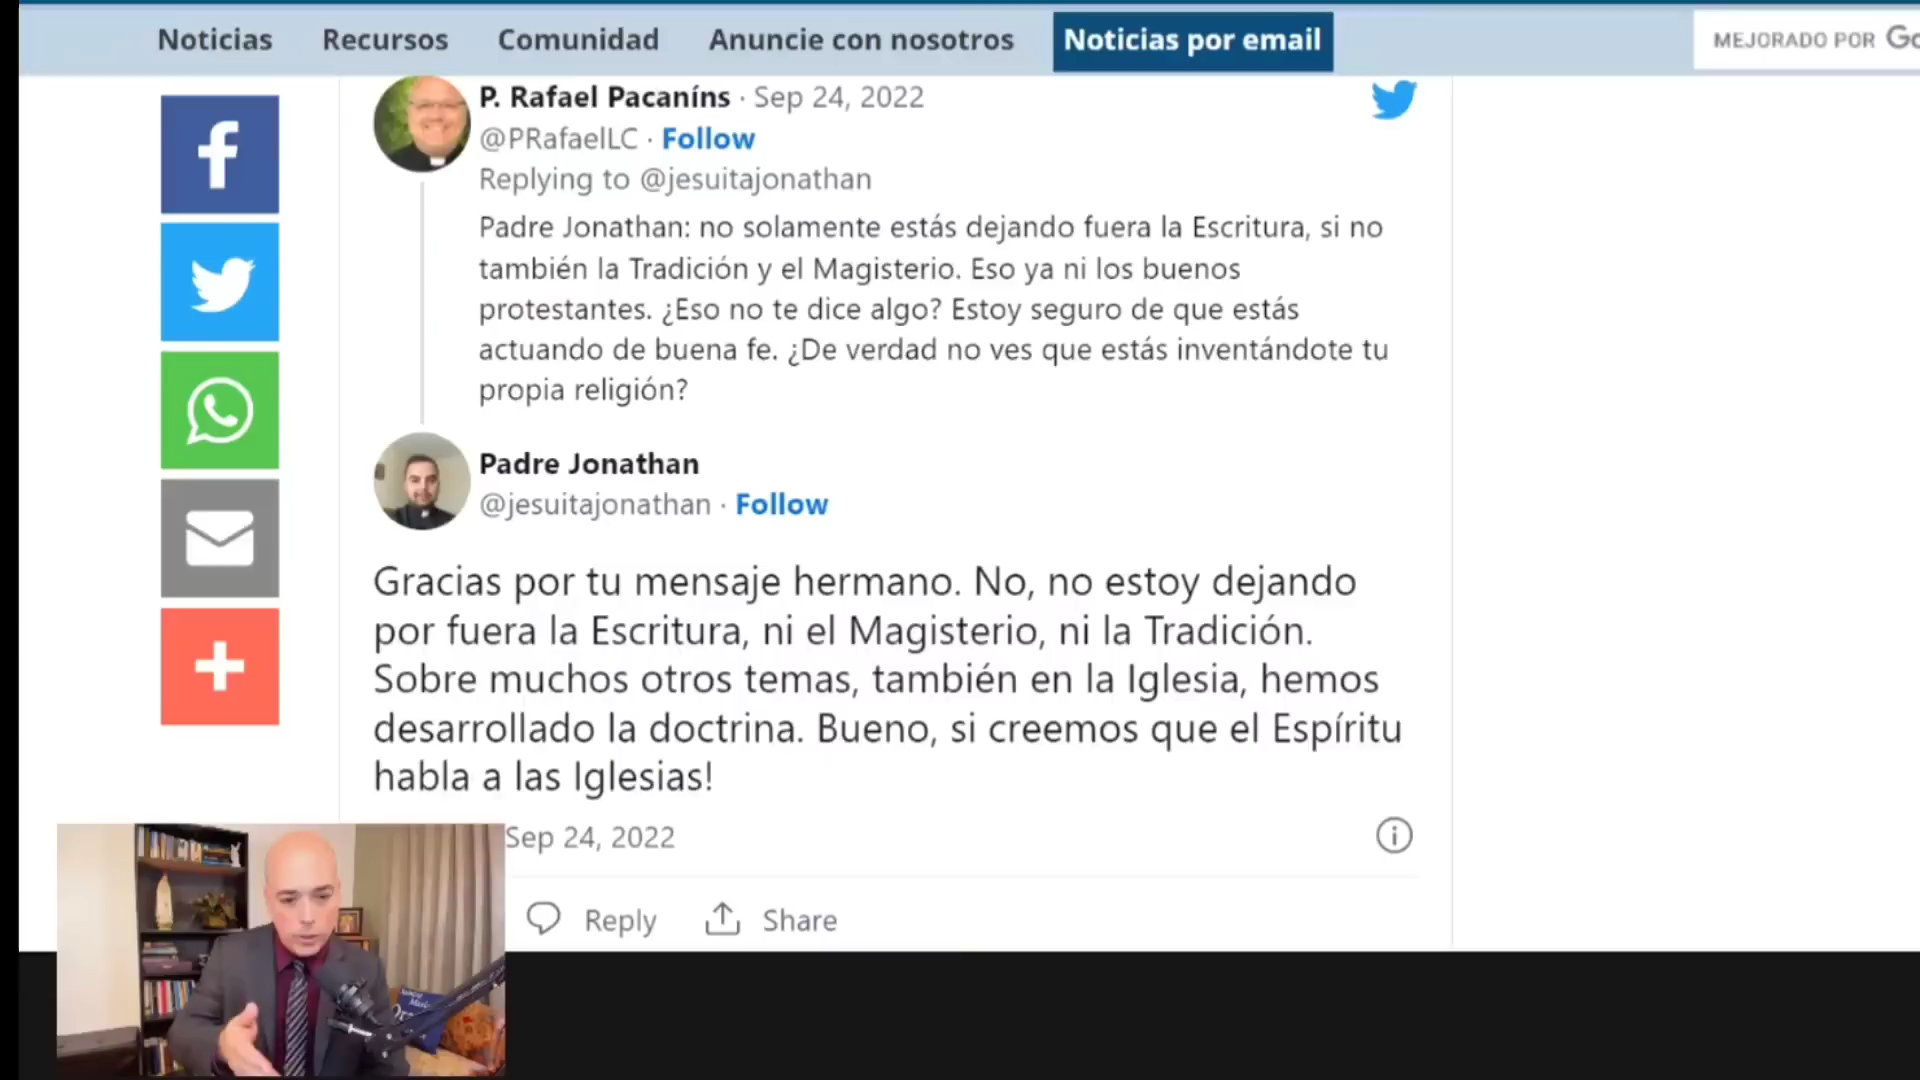 Noticias Recursos Comunidad Anuncie con nosotros Noticias por email MEJORADO POR
P. Rafael Pacaníns · Sep 24, 2022
@PRafaelLC · Follow
Replying to @jesuitajonathan
Padre Jonathan: no solamente estás dejando fuera la Escritura, si no
también la Tradición y el Magisterio. Eso ya ni los buenos
protestantes. ¿Eso no te dice algo? Estoy seguro de que estás
actuando de buena fe. ¿De verdad no ves que estás inventándote tu
propia religión?
Padre Jonathan
@jesuitajonathan · Follow
Gracias por tu mensaje hermano. No, no estoy dejando
por fuera la Escritura, ni el Magisterio, ni la Tradición.
Sobre muchos otros temas, también en la Iglesia, hemos
desarrollado la doctrina. Bueno, si creemos que el Espíritu
habla a las Iglesias!
Sep 24, 2022
Reply Share